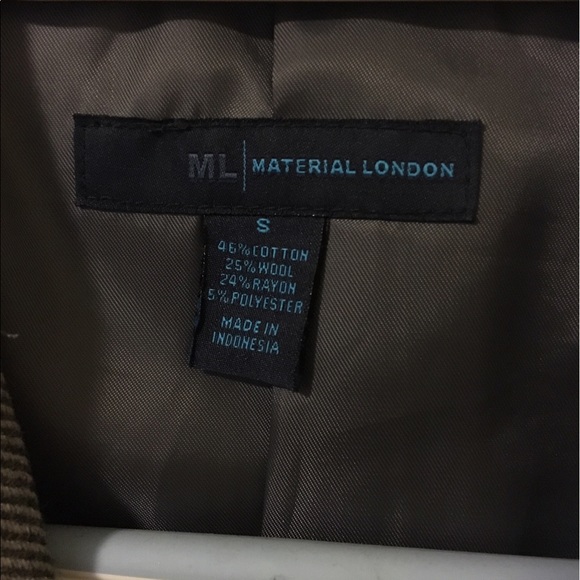 ML MATERIAL LONDON
S
46% COTTON
25% WOOL
24% RAYON
5% POLYESTER
MADE IN
INDONESIA